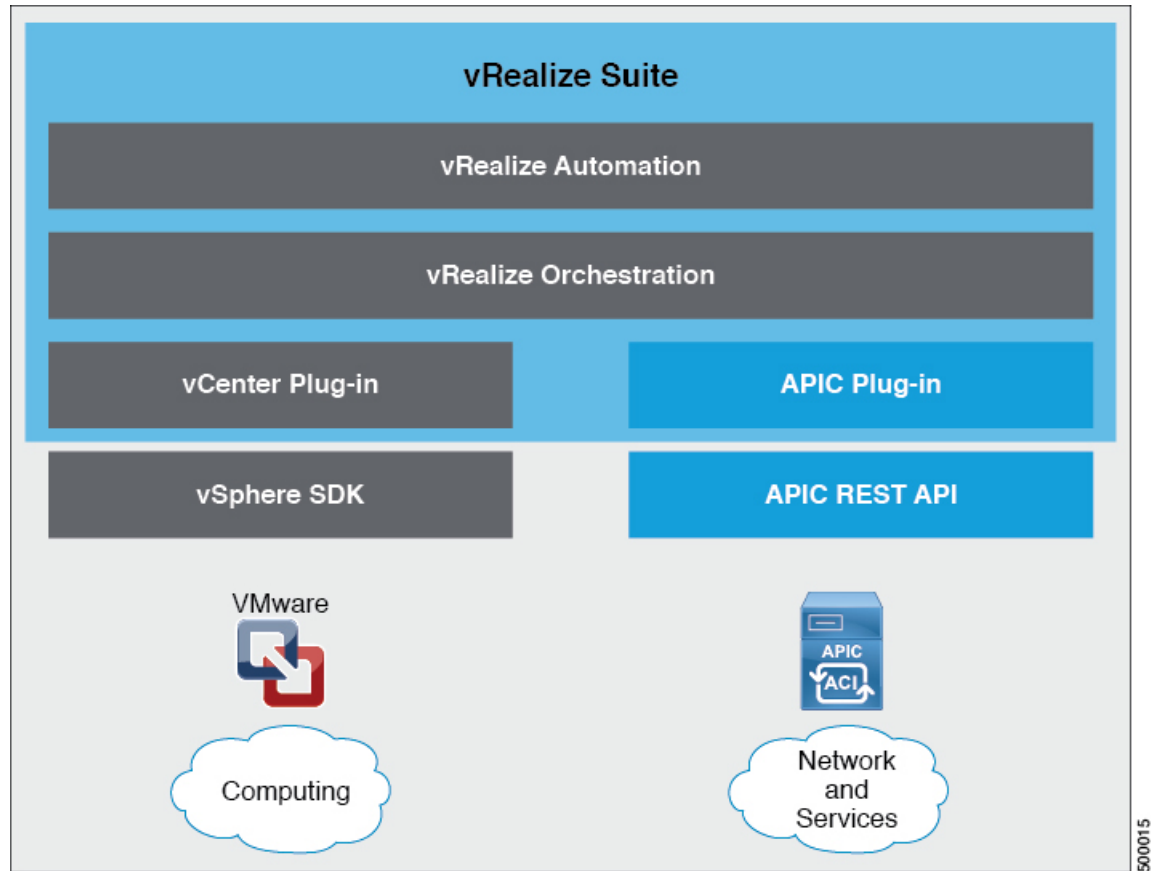 vRealize Suite
vRealize Automation
vRealize Orchestration
vCenter Plug-in
APIC Plug-in
vSphere SDK
APIC REST API
VMware
APIC
ACI
Computing
Network
and
Services
500015